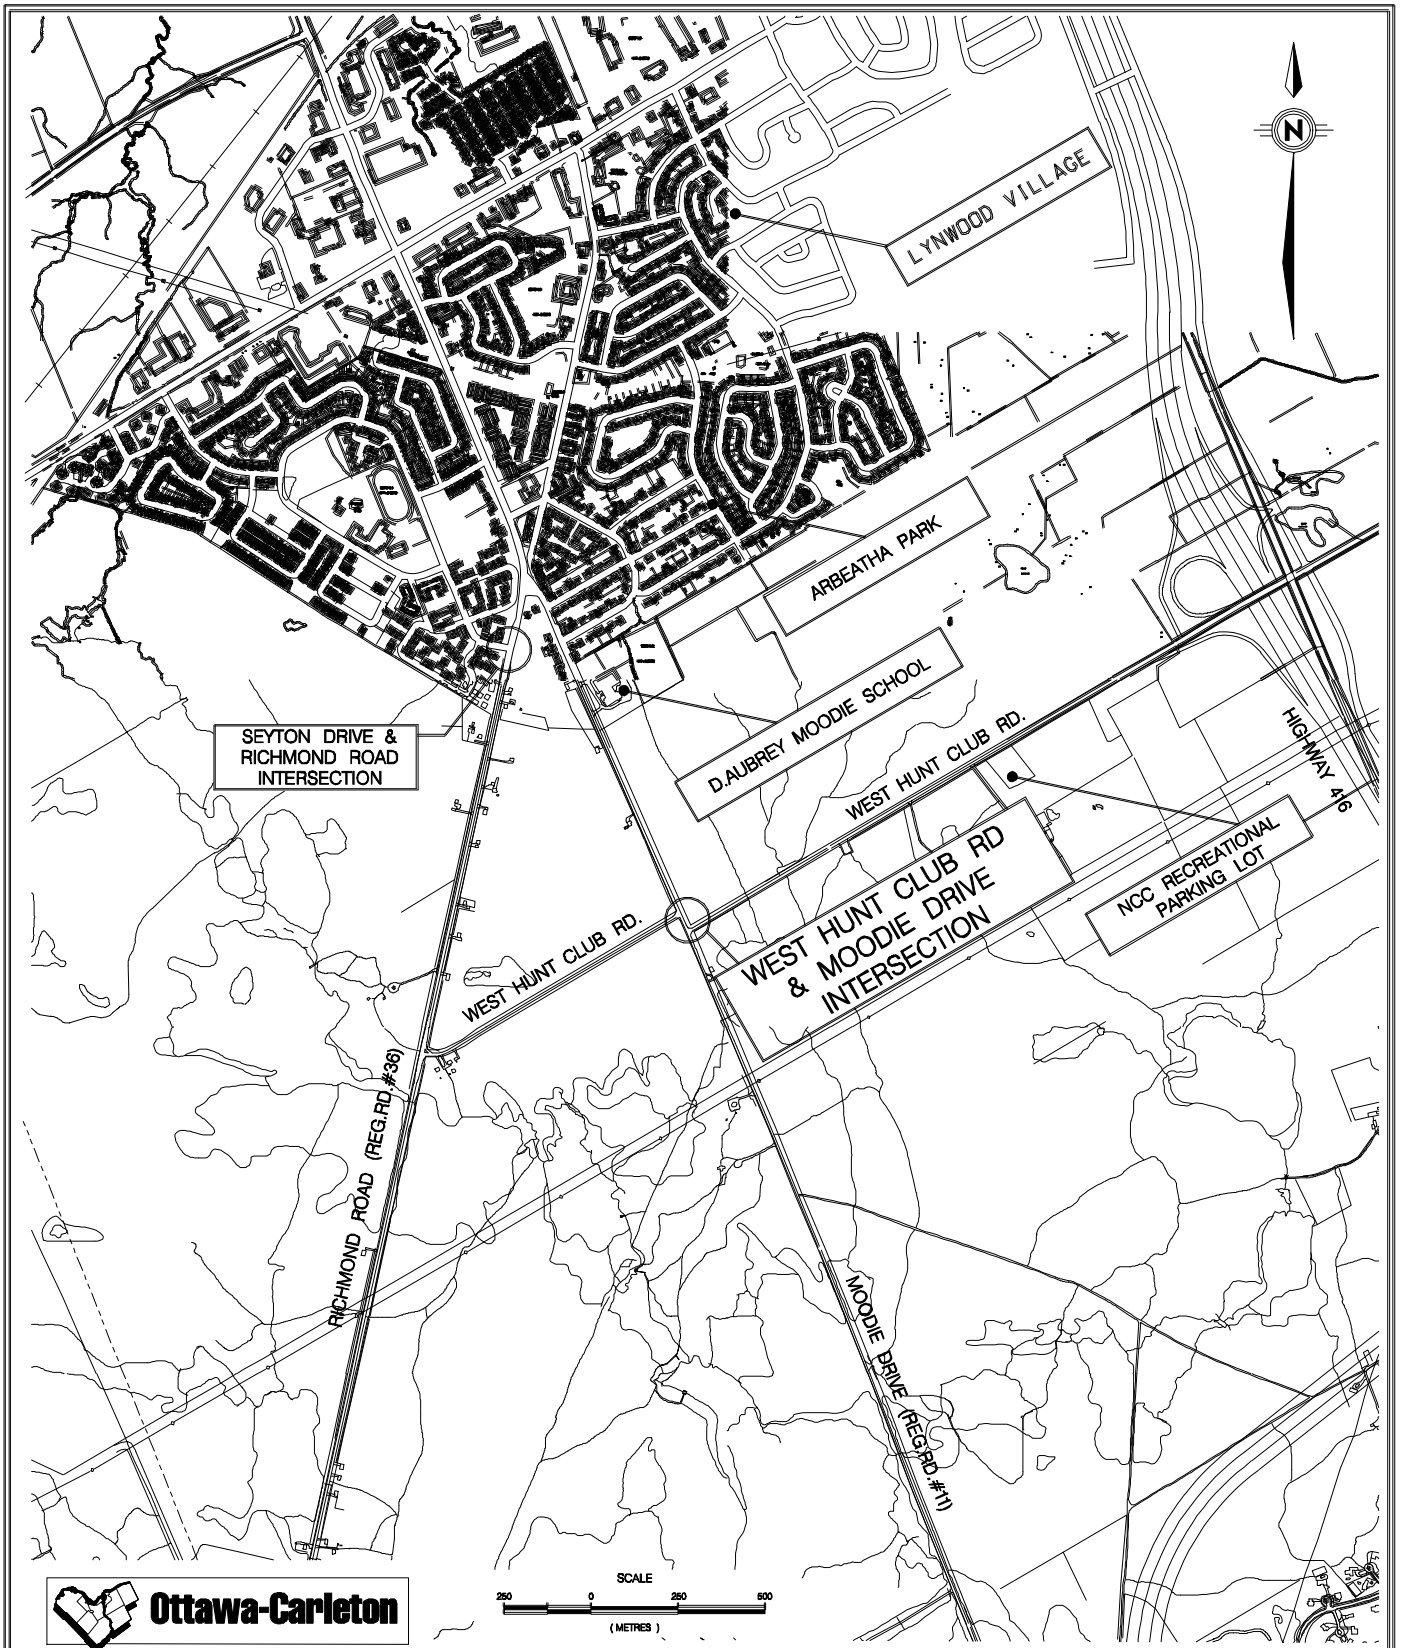 N
LYNWOOD VILLAGE
ARBEATHA PARK
D.AUBREY MOODIE SCHOOL
SEYTON DRIVE &
RICHMOND ROAD
INTERSECTION
WEST HUNT CLUB RD.
HIGHWAY 416
NCC RECREATIONAL
PARKING LOT
WEST HUNT CLUB RD
& MOODIE DRIVE
INTERSECTION
WEST HUNT CLUB RD.
RICHMOND ROAD (REG.RD.#36)
MOODIE DRIVE (REG.RD.#11)
Ottawa-Carleton
SCALE
250 0 250 500
( METRES )